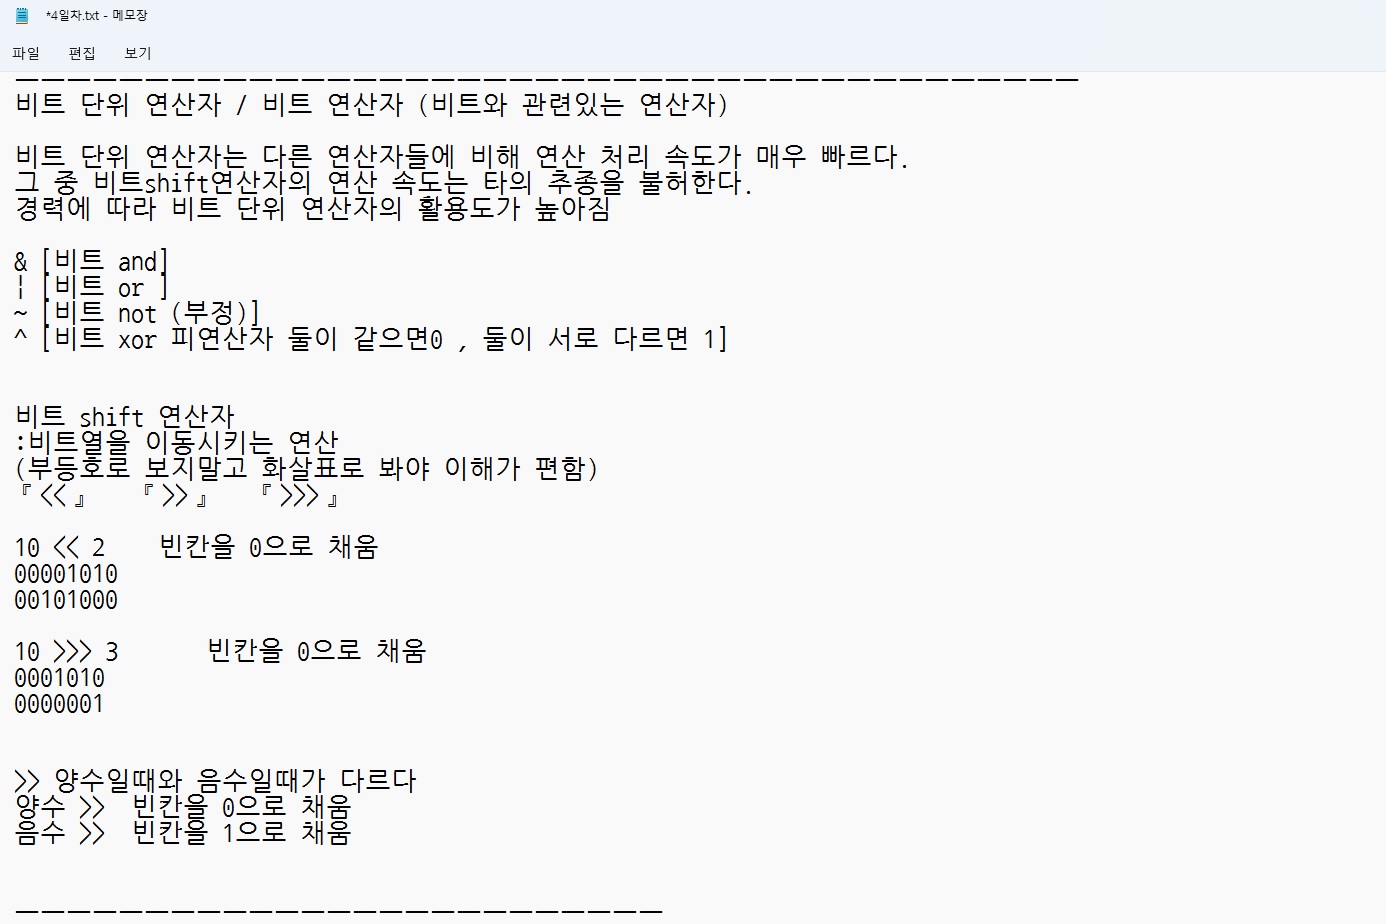 *4일차.txt - 메모장
파일 편집 보기
비트 단위 연산자 / 비트 연산자 (비트와 관련있는 연산자)
비트 단위 연산자는 다른 연산자들에 비해 연산 처리 속도가 매우 빠르다.
그 중 비트shift연산자의 연산 속도는 타의 추종을 불허한다.
경력에 따라 비트 단위 연산자의 활용도가 높아짐
& [비트 and]
| [비트 or ]
~ [비트 not (부정)]
^ [비트 xor 피연산자 둘이 같으면0 , 둘이 서로 다르면 1]
비트 shift 연산자
:비트열을 이동시키는 연산
(부등호로 보지말고 화살표로 봐야 이해가 편함)
『<<』 『>>』 『>>>』
10 << 2 빈칸을 0으로 채움
00001010
00101000
10 >>> 3 빈칸을 0으로 채움
0001010
0000001
>> 양수일때와 음수일때가 다르다
양수 >> 빈칸을 0으로 채움
음수 >> 빈칸을 1으로 채움